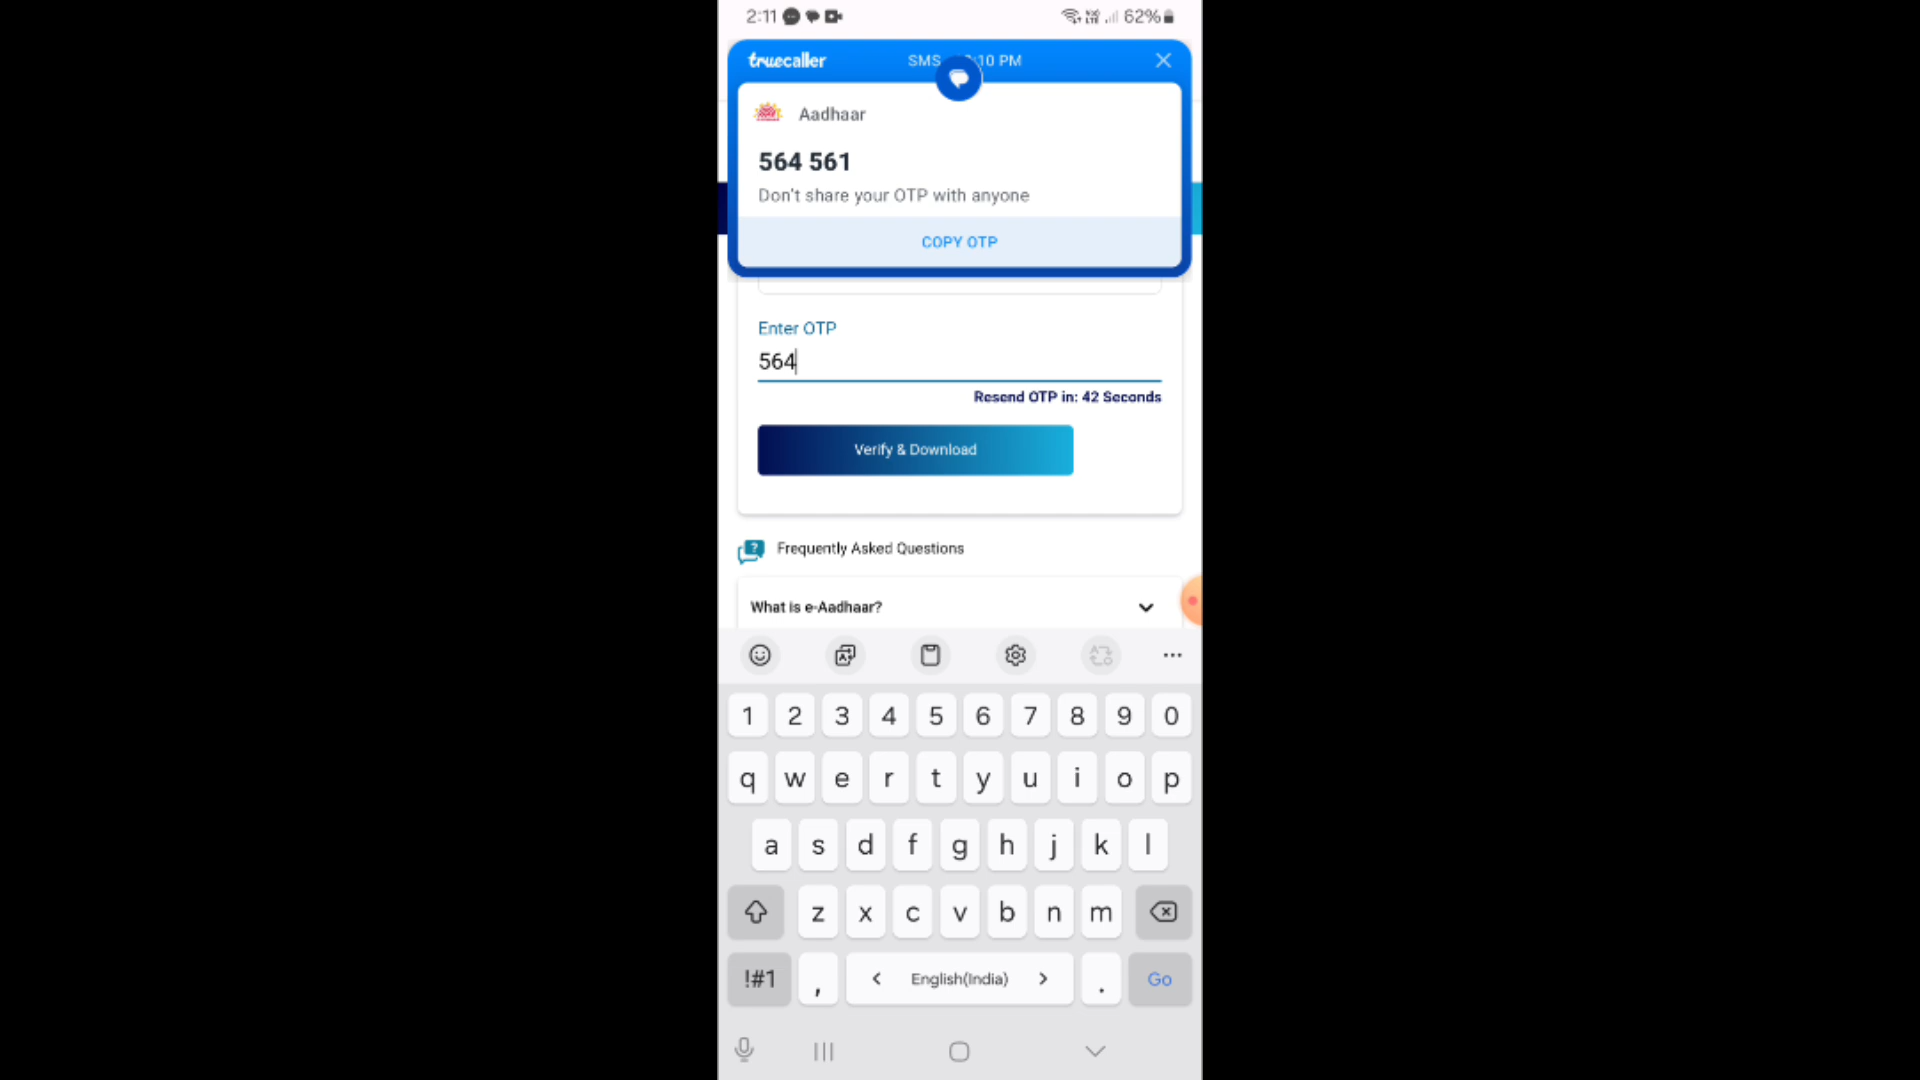 2:11 62%
truecaller SMS 10 PM
Aadhaar
564 561
Don't share your OTP with anyone
COPY OTP
Enter OTP
564
Resend OTP in: 42 Seconds
Verify & Download
Frequently Asked Questions
What is e-Aadhaar?
1 2 3 4 5 6 7 8 9 0
q w e r t y u i o p
a s d f g h j k l
z x c v b n m
!#1 , < English(India) > . Go